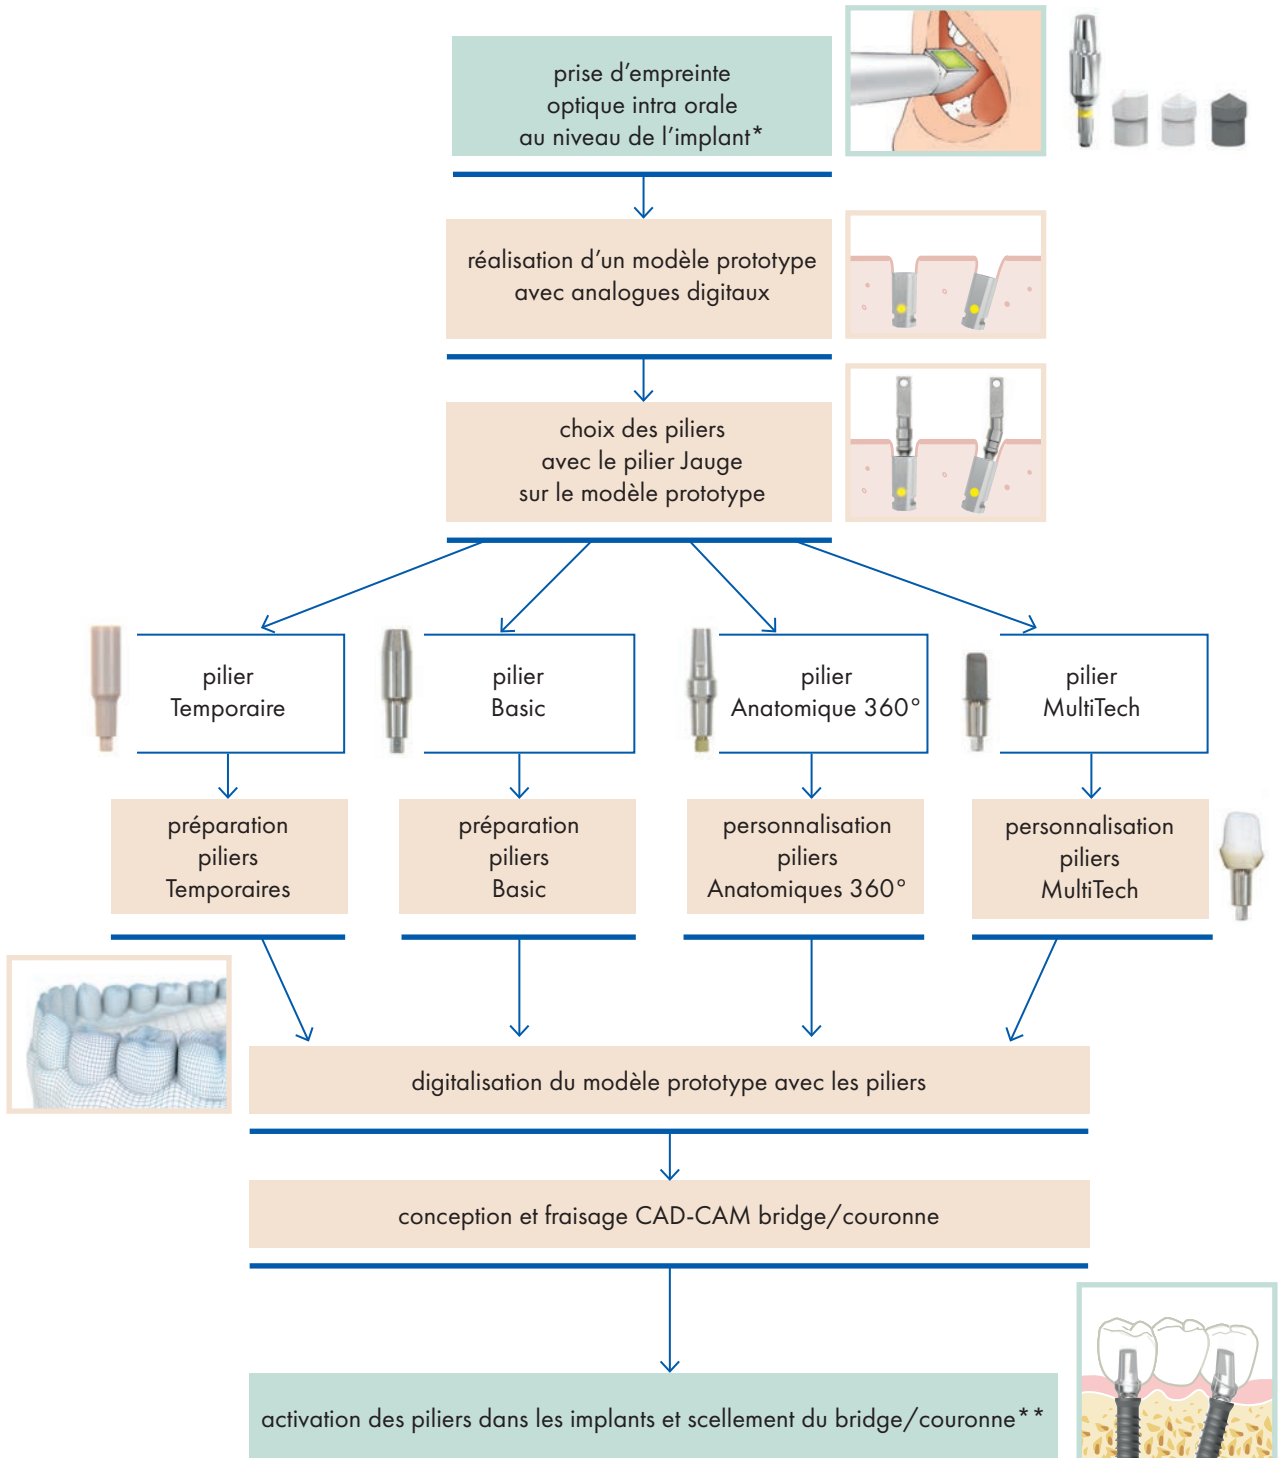 prise d’empreinte
optique intra orale
au niveau de l’implant*
réalisation d’un modèle prototype
avec analogues digitaux
choix des piliers
avec le pilier Jauge
sur le modèle prototype
pilier
Temporaire
pilier
Basic
pilier
Anatomique 360°
pilier
MultiTech
préparation
piliers
Temporaires
préparation
piliers
Basic
personnalisation
piliers
Anatomiques 360°
personnalisation
piliers
MultiTech
digitalisation du modèle prototype avec les piliers
conception et fraisage CAD-CAM bridge/couronne
activation des piliers dans les implants et scellement du bridge/couronne**